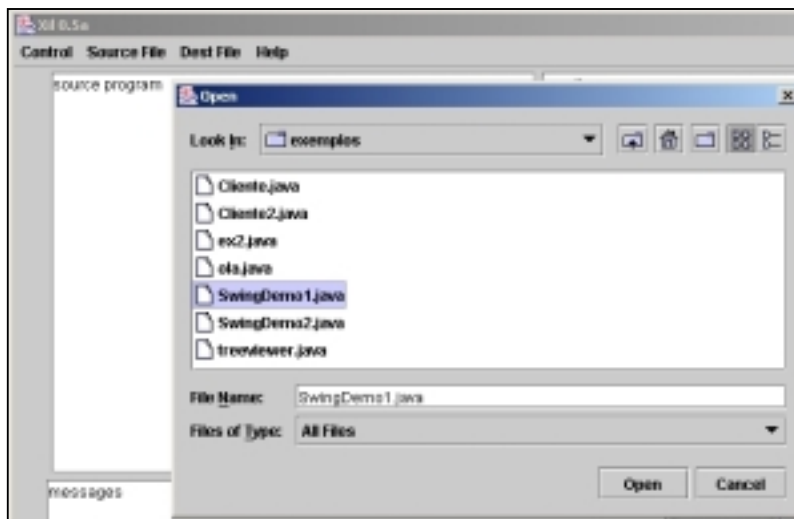 Xil 0.5a
Control Source File Dest File Help
source program
Open
Look In: exemplos
Cliente.java
Cliente2.java
ex2.java
ola.java
SwingDemo1.java
SwingDemo2.java
treeviewer.java
File Name: SwingDemo1.java
Files of Type: All Files
Open Cancel
messages